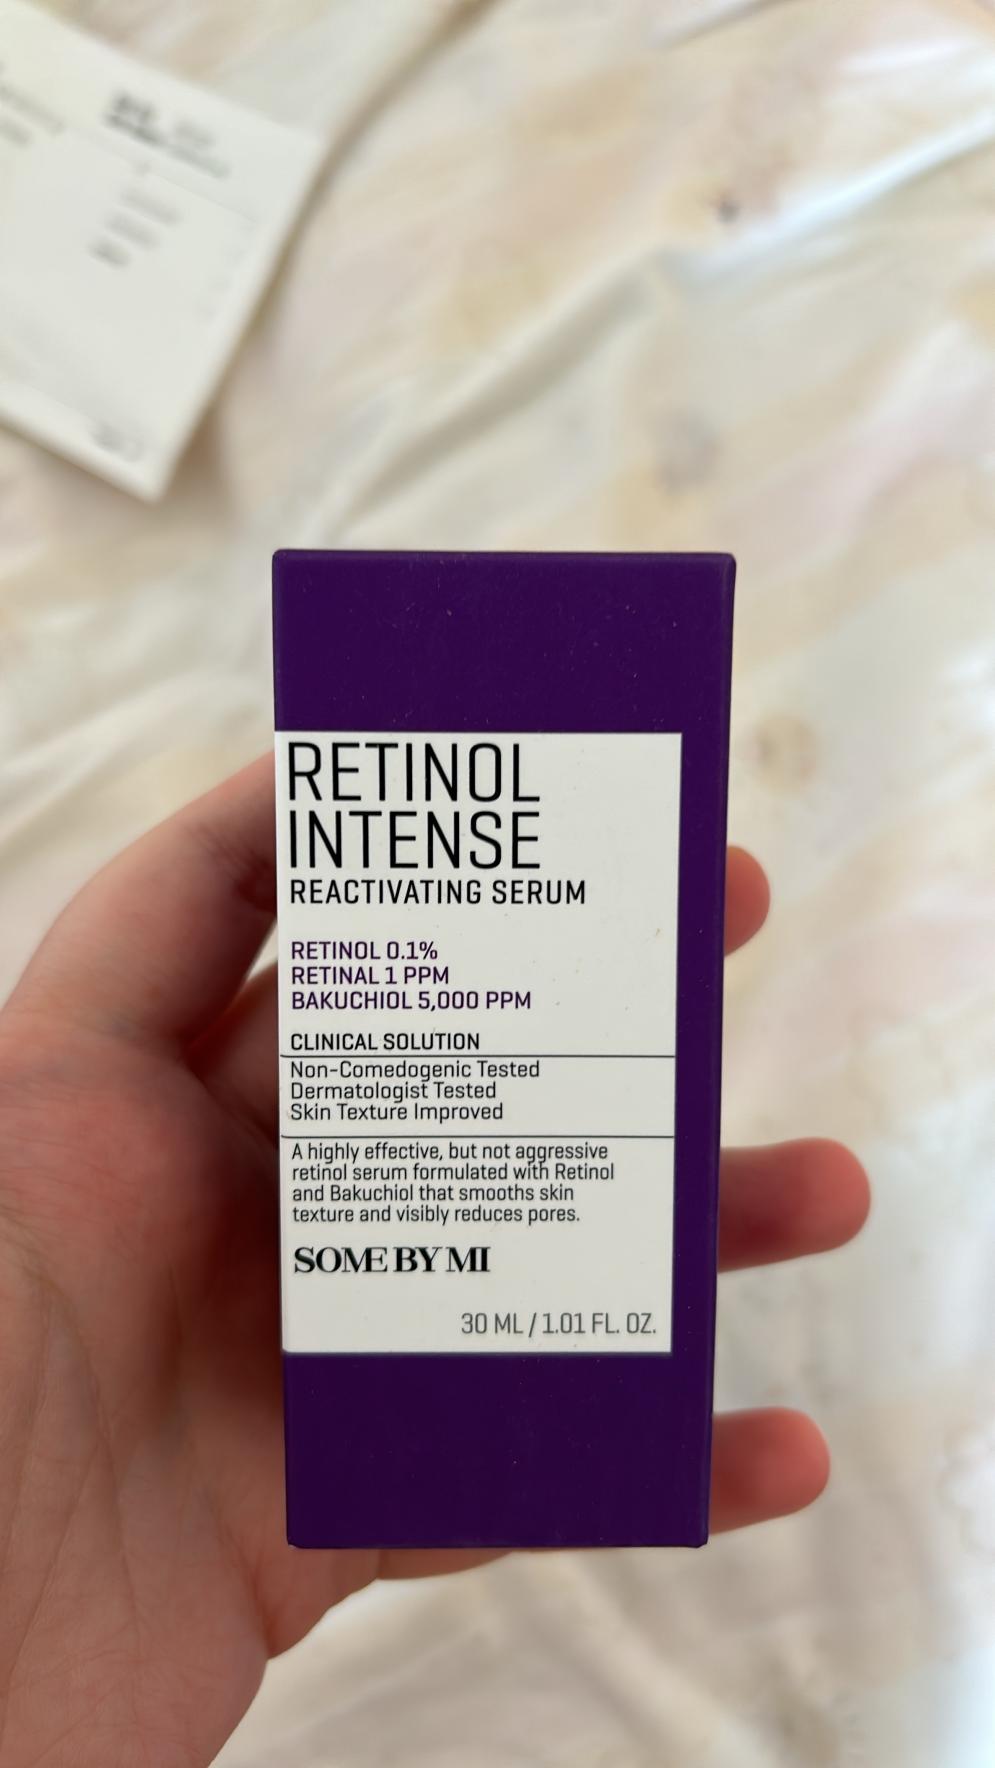 RETINOL
INTENSE
REACTIVATING SERUM
RETINOL 0.1%
RETINAL 1 PPM
BAKUCHIOL 5,000 PPM
CLINICAL SOLUTION
Non-Comedogenic Tested
Dermatologist Tested
Skin Texture Improved
A highly effective, but not aggressive
retinol serum formulated with Retinol
and Bakuchiol that smooths skin
texture and visibly reduces pores.
SOME BY MI
30 ML / 1.01 FL. OZ.